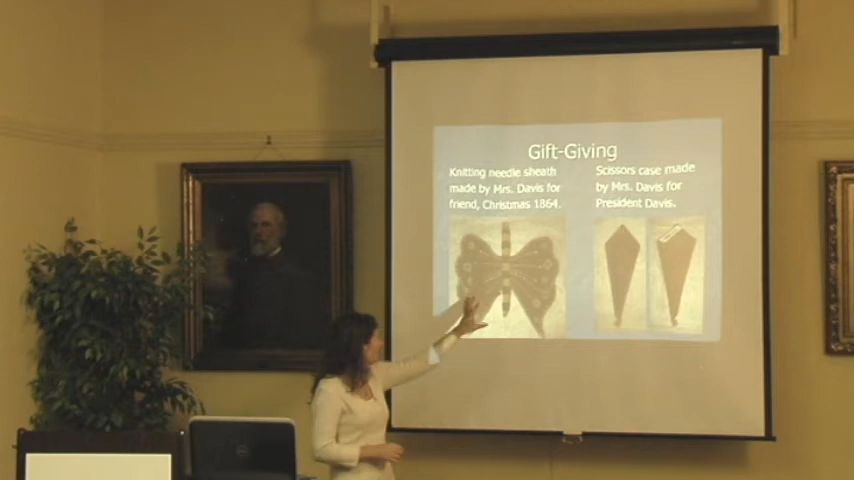 Gift-Giving
Knitting needle sheath
made by Mrs. Davis for
friend, Christmas 1864.
Scissors case made
by Mrs. Davis for
President Davis.